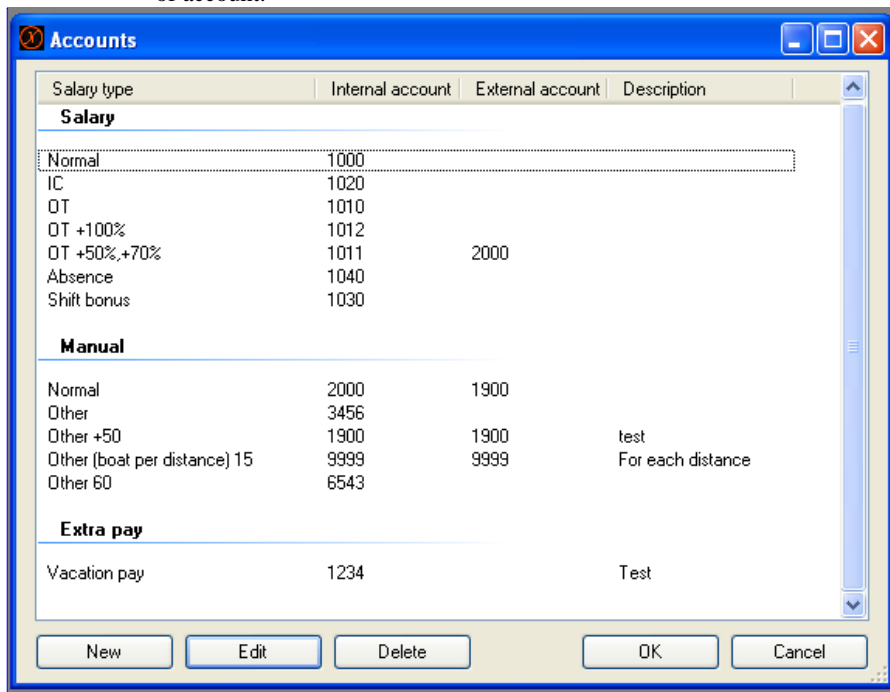 or account.
Accounts
Salary type Internal account External account Description
Salary
Normal 1000
IC 1020
OT 1010
OT +100% 1012
OT +50%,+70% 1011 2000
Absence 1040
Shift bonus 1030
Manual
Normal 2000 1900
Other 3456
Other +50 1900 1900 test
Other (boat per distance) 15 9999 9999 For each distance
Other 60 6543
Extra pay
Vacation pay 1234 Test
New Edit Delete OK Cancel